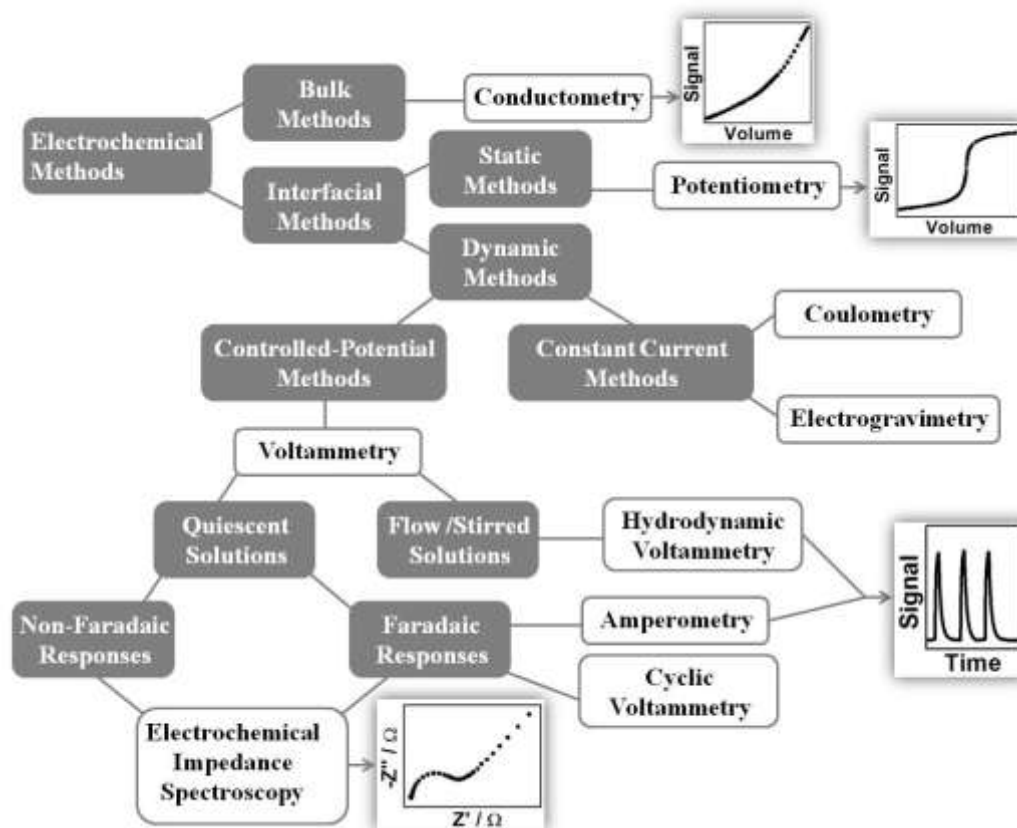 Bulk
Methods
Conductometry
Signal
Volume
Electrochemical
Methods
Static
Methods
Potentiometry
Signal
Volume
Interfacial
Methods
Dynamic
Methods
Coulometry
Controlled-Potential
Methods
Constant Current
Methods
Electrogravimetry
Voltammetry
Quiescent
Solutions
Flow /Stirred
Solutions
Hydrodynamic
Voltammetry
Signal
Time
Non-Faradaic
Responses
Faradaic
Responses
Amperometry
Cyclic
Voltammetry
Electrochemical
Impedance
Spectroscopy
-Z" / Ω
Z' / Ω